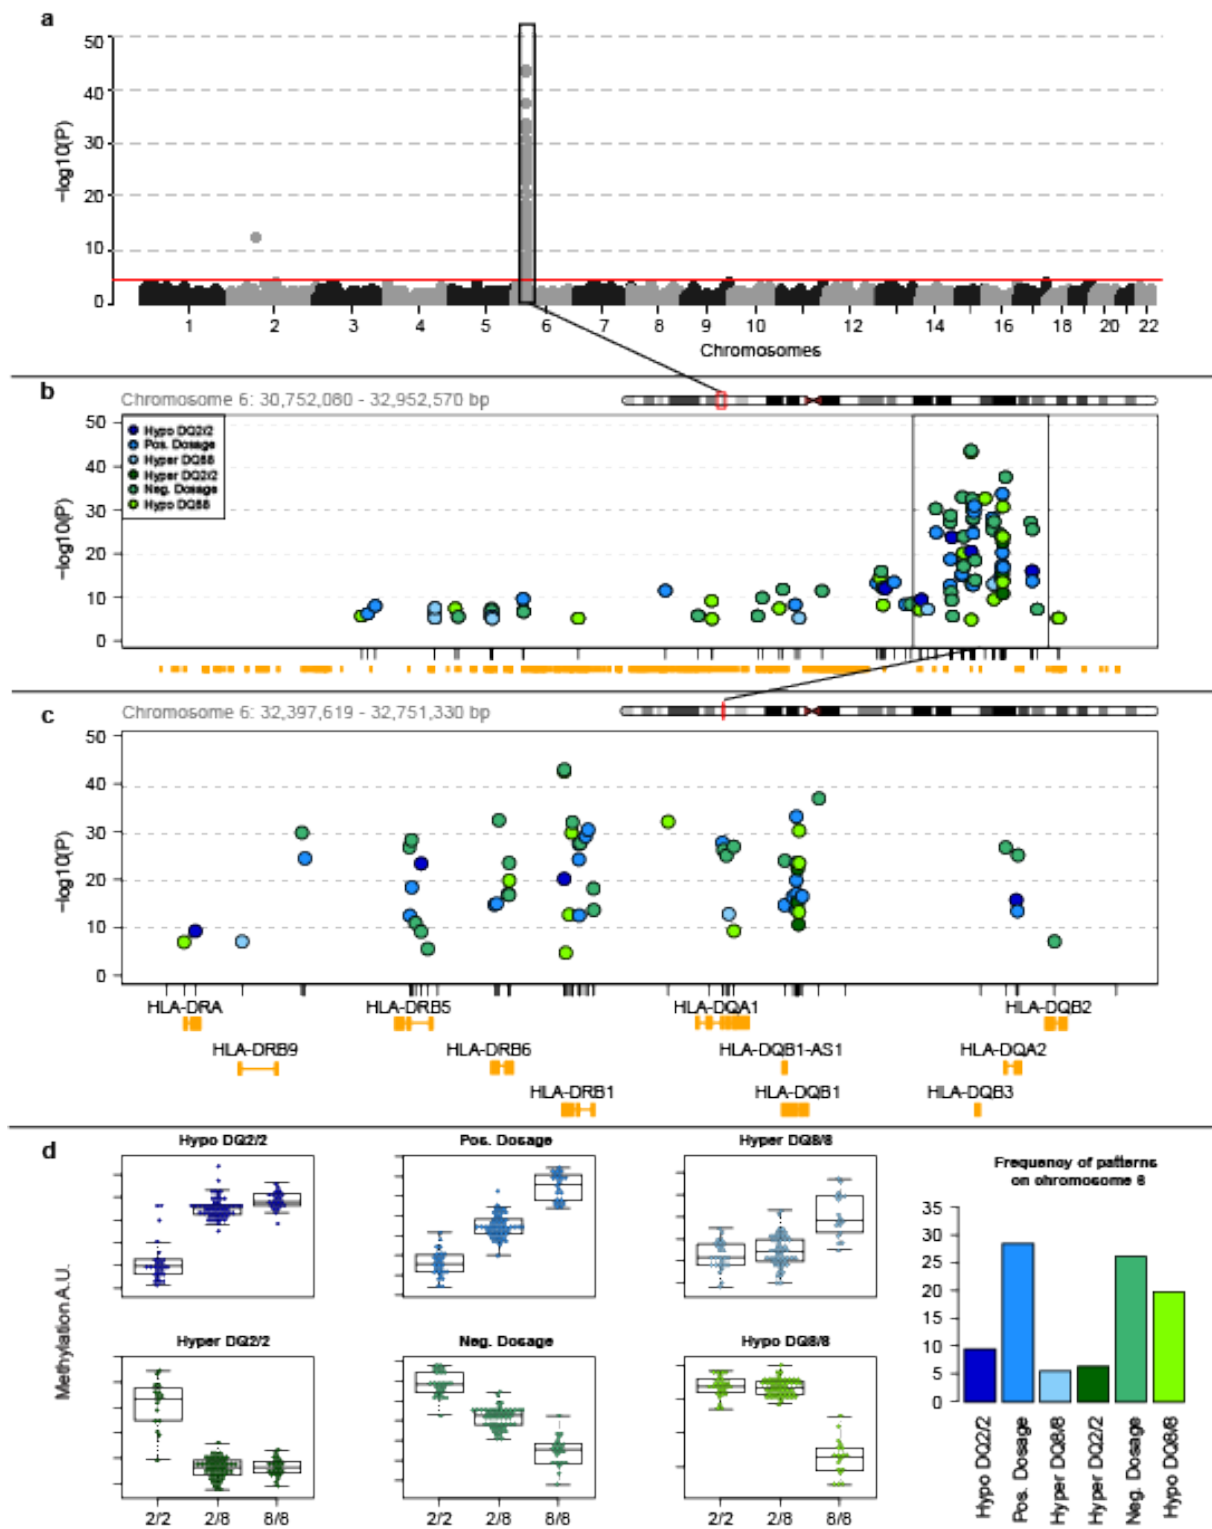 a
50
40
30
20
10
0
−log10(P)
1 2 3 4 5 6 7 8 9 10 12 14 16 18 20 22
Chromosomes
b
Chromosome 6: 30,752,080 - 32,952,570 bp
50
40
30
20
10
0
−log10(P)
Hypo DQ2/2
Pos. Dosage
Hyper DQ88
Hyper DQ2/2
Neg. Dosage
Hypo DQ88
c
Chromosome 6: 32,397,619 - 32,751,330 bp
50
40
30
20
10
0
−log10(P)
HLA-DRA HLA-DRB5 HLA-DQA1 HLA-DQB2
HLA-DRB9 HLA-DRB6 HLA-DQB1-AS1 HLA-DQA2
HLA-DRB1 HLA-DQB1 HLA-DQB3
d
Methylation A.U.
Hypo DQ2/2 Pos. Dosage Hyper DQ8/8
Hyper DQ2/2 Neg. Dosage Hypo DQ8/8
2/2 2/8 8/8 2/2 2/8 8/8 2/2 2/8 8/8
Frequency of patterns
on chromosome 6
35
30
25
20
15
10
5
0
Hypo DQ2/2
Pos. Dosage
Hyper DQ8/8
Hyper DQ2/2
Neg. Dosage
Hypo DQ8/8